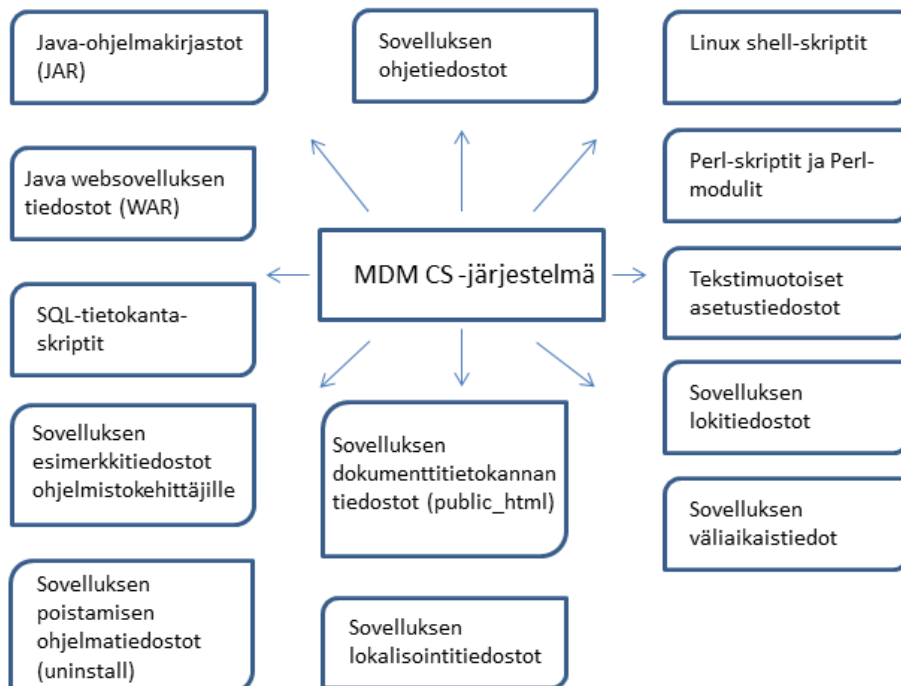 Java-ohjelmakirjastot
(JAR)
Sovelluksen
ohjetiedostot
Linux shell-skriptit
Java websovelluksen
tiedostot (WAR)
Perl-skriptit ja Perl-
modulit
MDM CS -järjestelmä
SQL-tietokanta-
skriptit
Tekstimuotoiset
asetustiedostot
Sovelluksen
esimerkkitiedostot
ohjelmistokehittäjille
Sovelluksen
dokumenttitietokannan
tiedostot (public_html)
Sovelluksen
lokitiedostot
Sovelluksen
väliaikaistiedot
Sovelluksen
poistamisen
ohjelmatiedostot
(uninstall)
Sovelluksen
lokalisointitiedostot